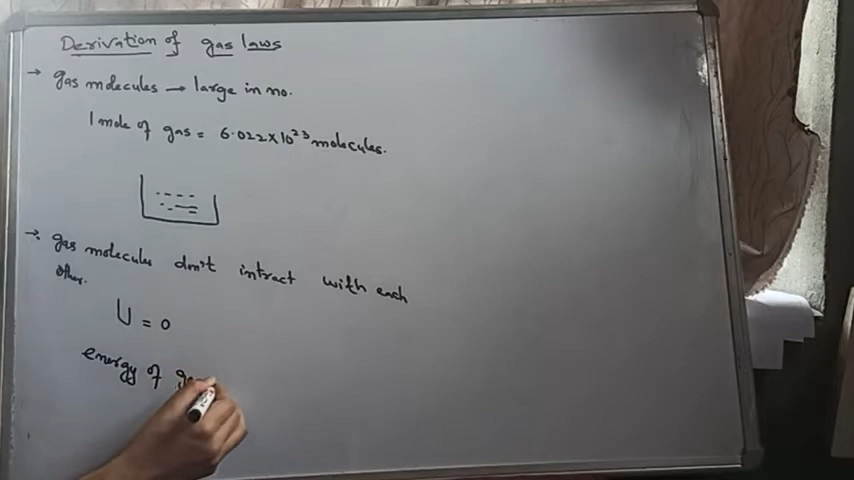 Derivation of gas laws
→ gas molecules → large in no.
1 mole of gas = 6.022×10²³ molecules.
→ gas molecules don't intract with each
other.
U = 0
energy of